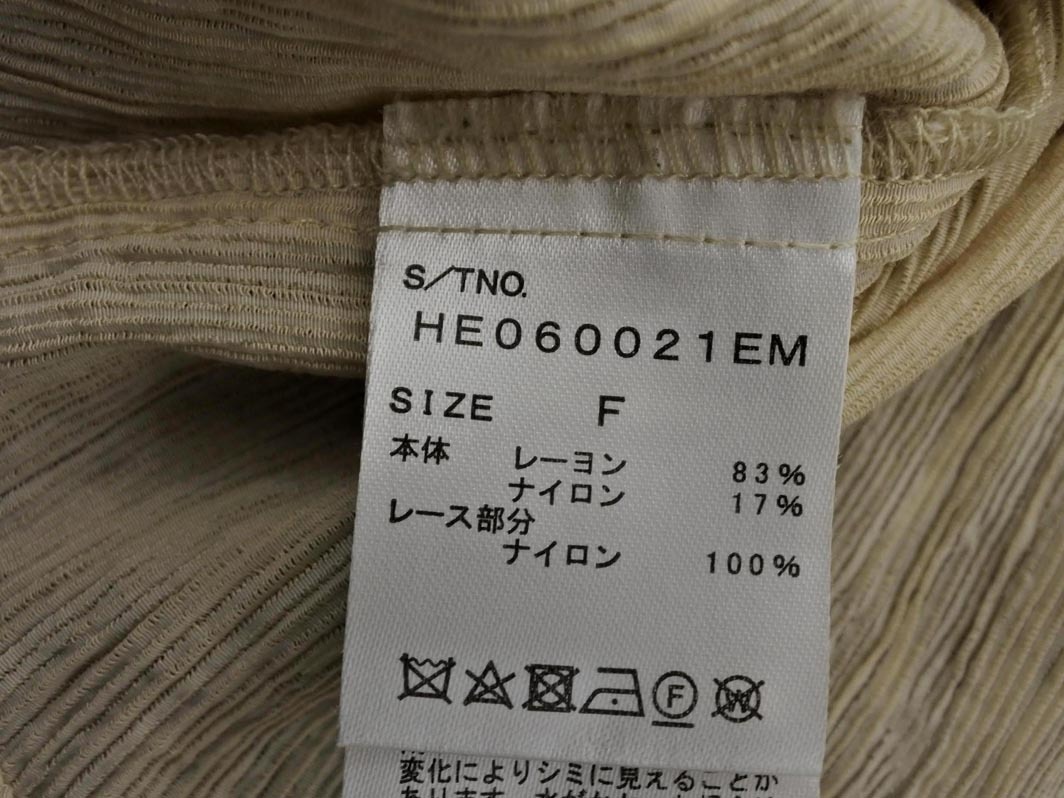 S/TNO.
HE060021EM
SIZE F
本体 レーヨン 83%
ナイロン 17%
レース部分
ナイロン 100%
F W
変化によりシミに見えることが